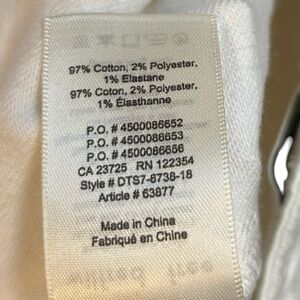 97% Cotton, 2% Polyester,
1% Elastane
97% Coton, 2% Polyester,
1% Élasthanne
P.O. # 4500086652
P.O. # 4500086653
P.O. # 4500086656
CA 23725 RN 122354
Style # DTS7-8738-18
Article # 63877
Made in China
Fabriqué en Chine